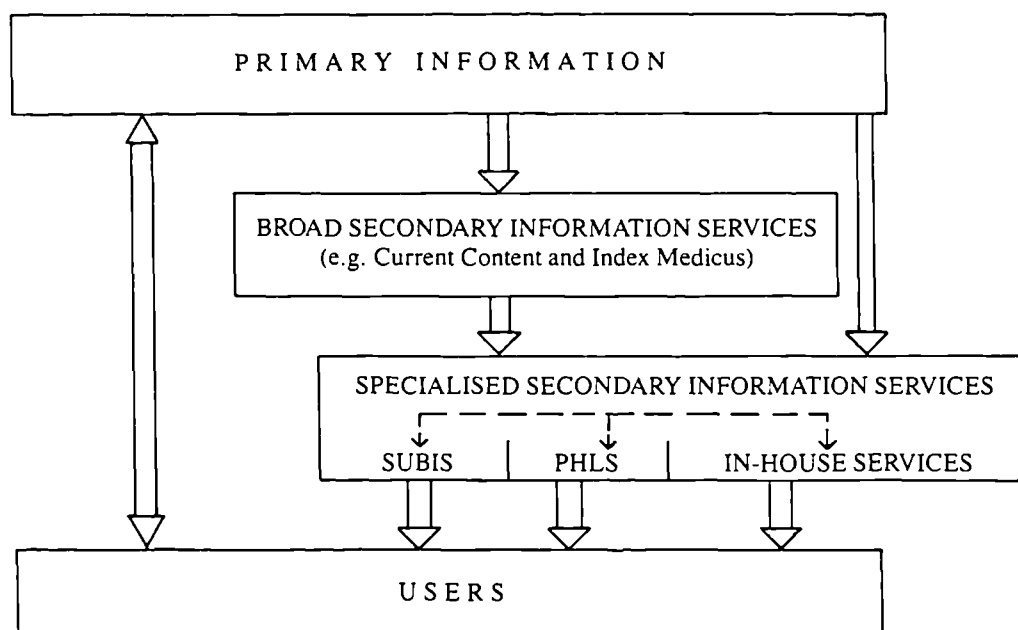 PRIMARY INFORMATION
BROAD SECONDARY INFORMATION SERVICES
(e.g. Current Content and Index Medicus)
SPECIALISED SECONDARY INFORMATION SERVICES
SUBIS PHLS IN-HOUSE SERVICES
USERS